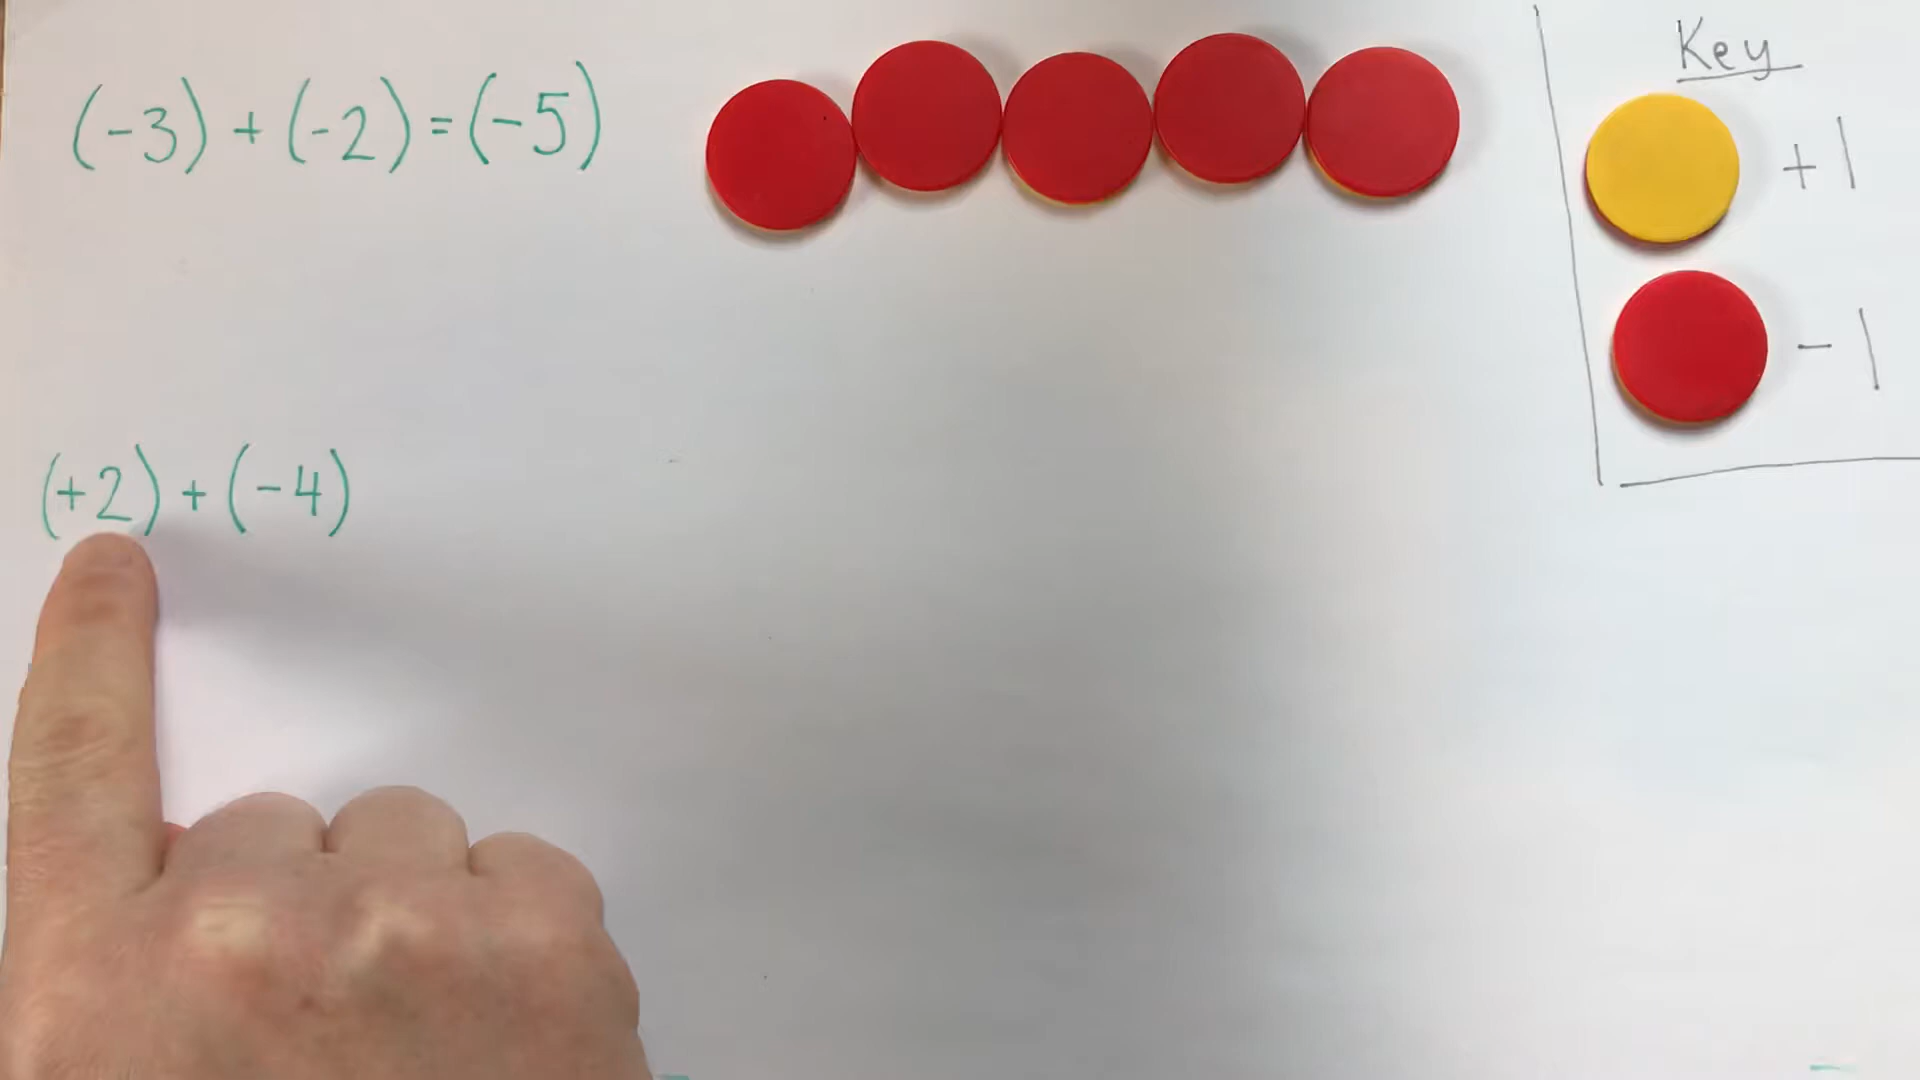 (-3) + (-2) = (-5)
Key
+1
-1
(+2) + (-4)